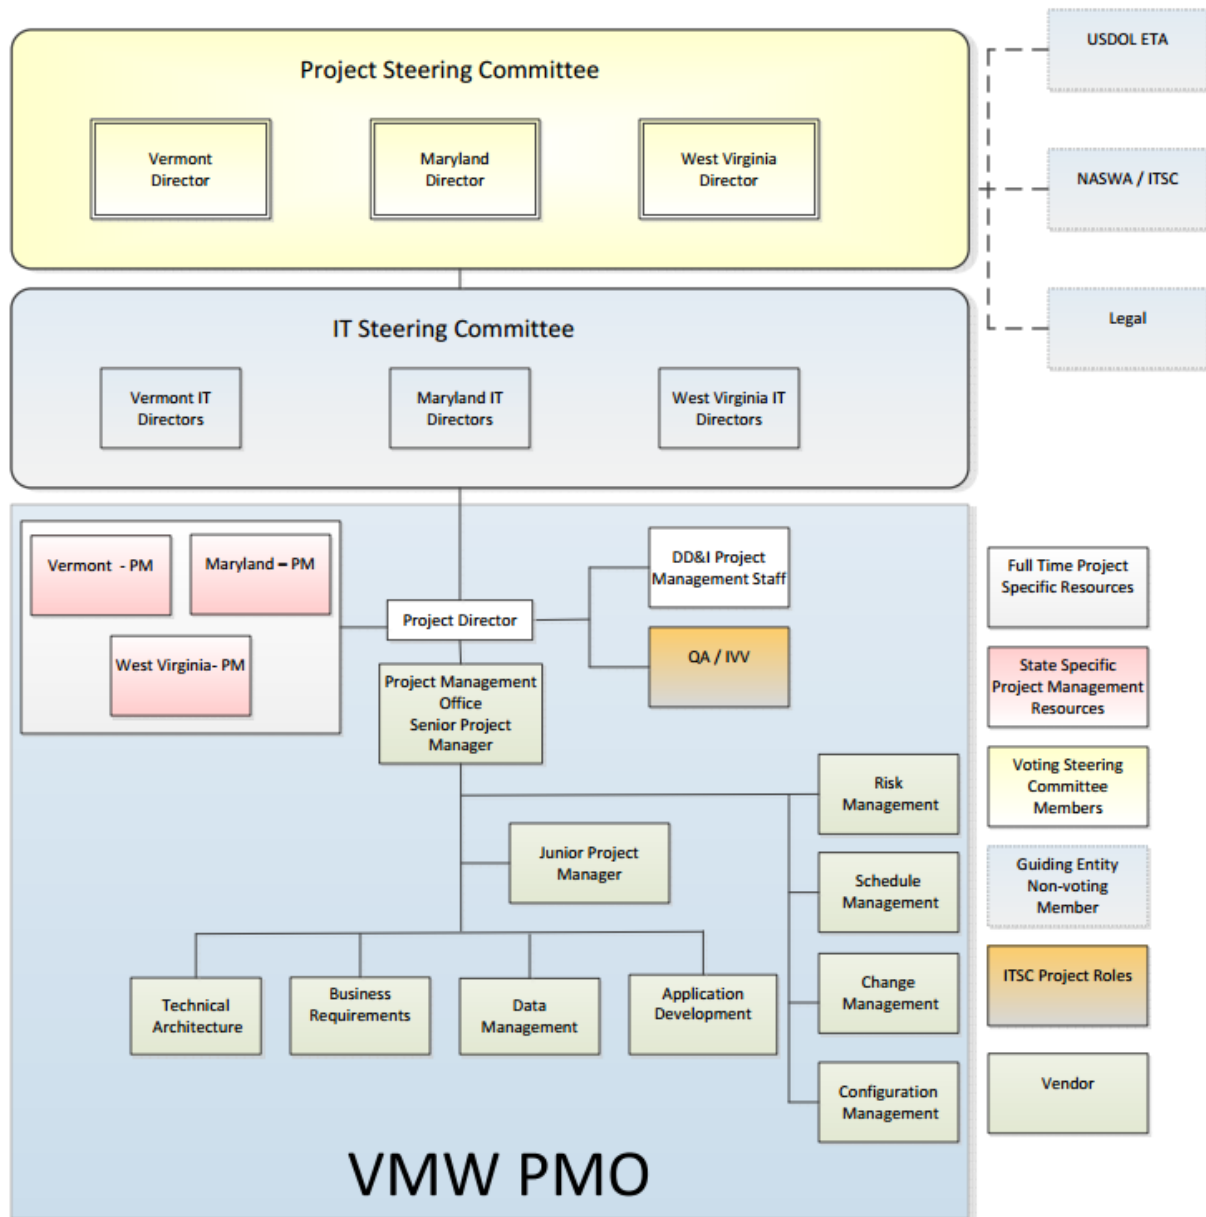 Project Steering Committee
Vermont
Director
Maryland
Director
West Virginia
Director
USDOL ETA
NASWA / ITSC
Legal
IT Steering Committee
Vermont IT
Directors
Maryland IT
Directors
West Virginia IT
Directors
Vermont  - PM
Maryland – PM
West Virginia- PM
Project Director
DD&I Project
Management Staff
QA / IVV
Project Management
Office
Senior Project
Manager
Junior Project
Manager
Risk
Management
Schedule
Management
Change
Management
Configuration
Management
Technical
Architecture
Business
Requirements
Data
Management
Application
Development
VMW PMO
Full Time Project
Specific Resources
State Specific
Project Management
Resources
Voting Steering
Committee
Members
Guiding Entity
Non-voting
Member
ITSC Project Roles
Vendor